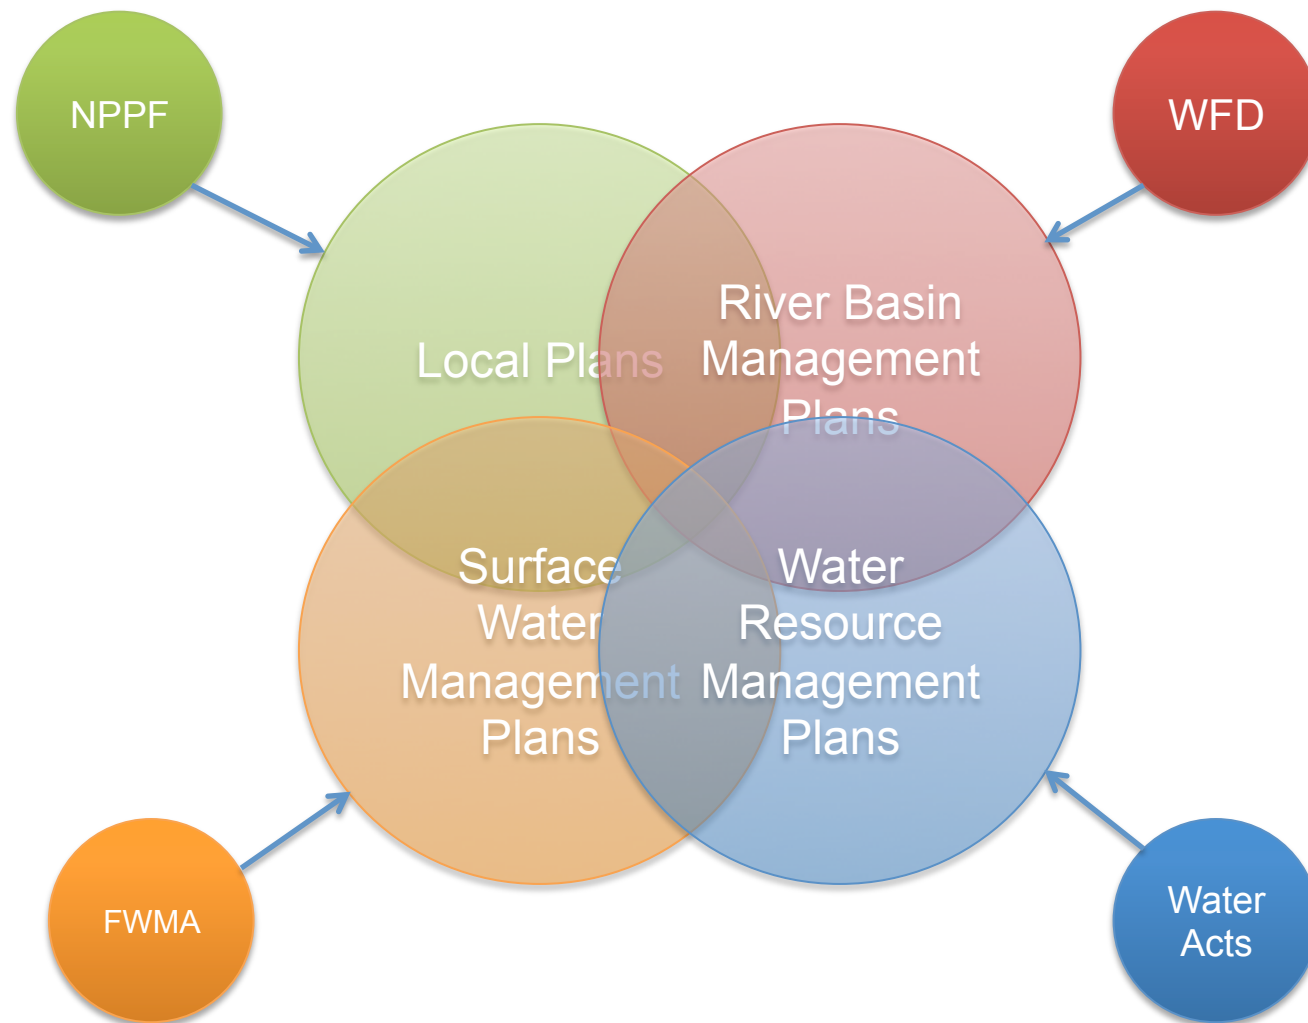 NPPF
WFD
Local Plans
River Basin
Management
Plans
Surface
Water
Management
Plans
Water
Resource
Management
Plans
FWMA
Water
Acts